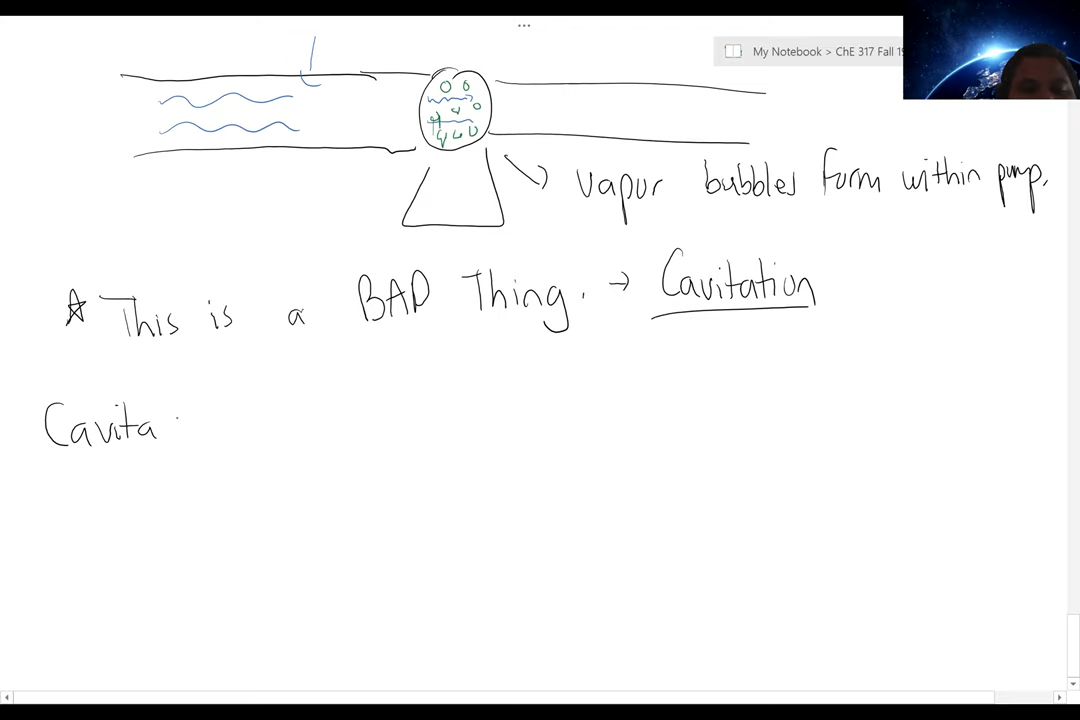 ...
My Notebook > ChE 317 Fall
vapor bubbles form within pump.
☆ This is a BAD Thing. → Cavitation
Cavita